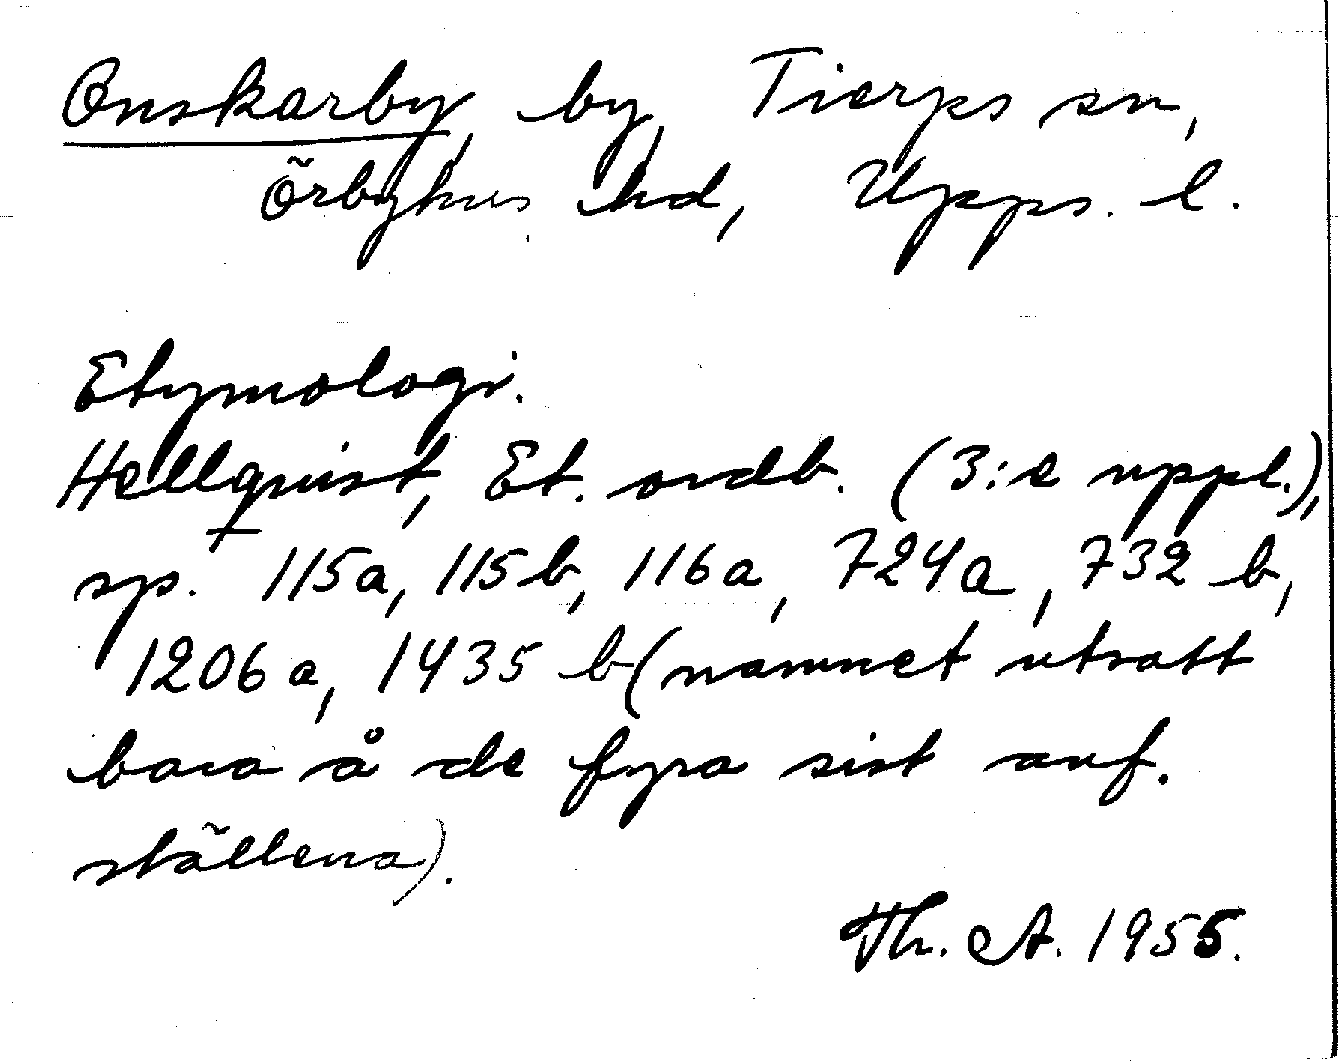 Onskarby, by, Tierps sn,
Örbyhus hd, Upps. l.
Etymologi.
Hellquist, Et. ordb. (3:e uppl.),
sp. 115a, 115b, 116a, 724a, 732 b,
1206 a, 1435 b (namnet utsatt
bara å de fyra sist anf.
ställena).
Th. A. 1955.